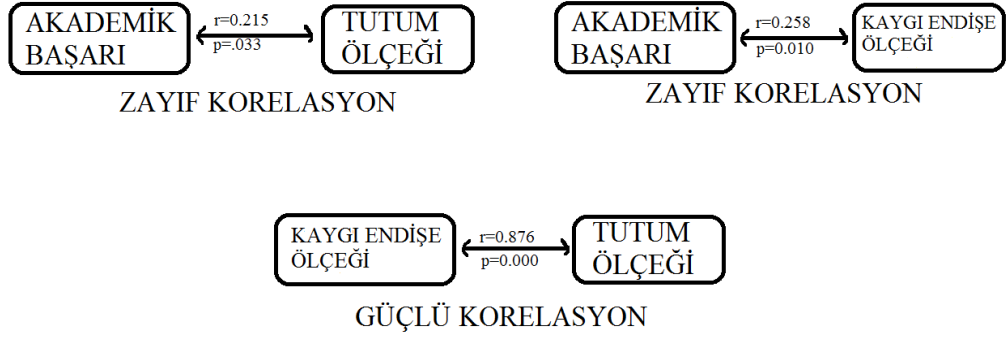 AKADEMİK
BAŞARI
r=0.215
p=.033
TUTUM
ÖLÇEĞİ
ZAYIF KORELASYON
AKADEMİK
BAŞARI
r=0.258
p=0.010
KAYGI ENDİŞE
ÖLÇEĞİ
ZAYIF KORELASYON
KAYGI ENDİŞE
ÖLÇEĞİ
r=0.876
p=0.000
TUTUM
ÖLÇEĞİ
GÜÇLÜ KORELASYON